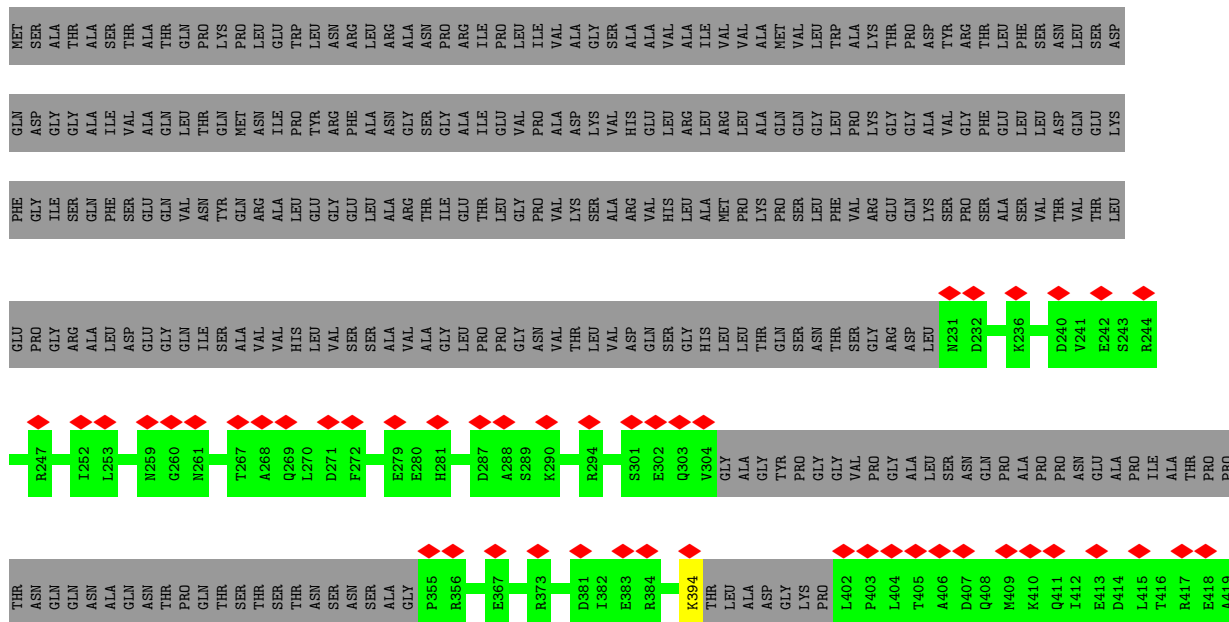 MET SER ALA THR ALA SER THR ALA THR GLN PRO LYS PRO LEU GLU TRP LEU ASN ARG LEU ARG ALA ASN PRO ARG ILE PRO LEU ILE VAL ALA GLY SER ALA ALA VAL ALA ILE VAL VAL ALA MET VAL LEU TRP ALA LYS THR PRO ASP TYR ARG THR LEU PHE SER ASN LEU SER ASP
GLN ASP GLY GLY ALA ILE VAL ALA GLN LEU THR GLN MET ASN ILE PRO TYR ARG PHE ALA ASN GLY SER GLY ALA ILE GLU VAL PRO ALA ASP LYS VAL HIS GLU LEU ARG LEU ARG LEU ALA GLN GLN GLY LEU PRO LYS GLY GLY ALA VAL GLY PHE GLU LEU LEU ASP GLN GLU LYS
PHE GLY ILE SER GLN PHE SER GLU GLN VAL ASN TYR GLN ARG ALA LEU GLU GLY GLU LEU ALA ARG THR ILE GLU THR LEU GLY PRO VAL LYS SER ALA ARG VAL HIS LEU ALA MET PRO LYS PRO SER LEU PHE VAL ARG GLU GLN LYS SER PRO SER ALA SER VAL THR VAL THR LEU
GLU PRO GLY ARG ALA LEU ASP GLU GLY GLN ILE SER ALA VAL VAL HIS LEU VAL SER SER ALA VAL ALA GLY LEU PRO PRO GLY ASN VAL THR LEU VAL ASP GLN SER GLY HIS LEU LEU THR GLN SER ASN THR SER GLY ARG ASP LEU N231 D232 K236 D240 V241 E242 S243 R244
R247 I252 L253 N259 G260 N261 T267 A268 Q269 L270 D271 F272 E279 E280 H281 D287 A288 S289 K290 R294 S301 E302 Q303 V304 GLY ALA GLY TYR PRO GLY GLY VAL PRO GLY ALA LEU SER ASN GLN PRO ALA PRO PRO ASN GLU ALA PRO ILE ALA THR PRO PRO
THR ASN GLN GLN ASN ALA GLN ASN THR PRO GLN THR SER THR SER THR ASN SER ASN SER ALA GLY P355 R356 E367 R373 D381 I382 E383 R384 K394 THR LEU ALA ASP GLY LYS PRO L402 P403 L404 T405 A406 D407 Q408 M409 K410 Q411 I412 E413 D414 L415 T416 R417 E418 A419